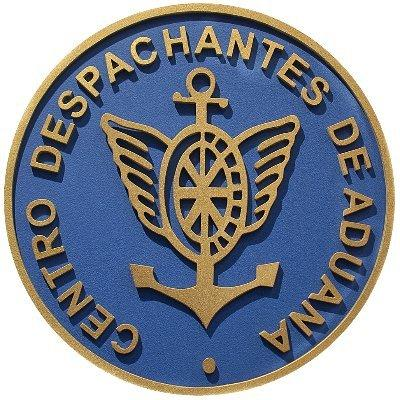 CENTRO DESPACHANTES DE ADUANA